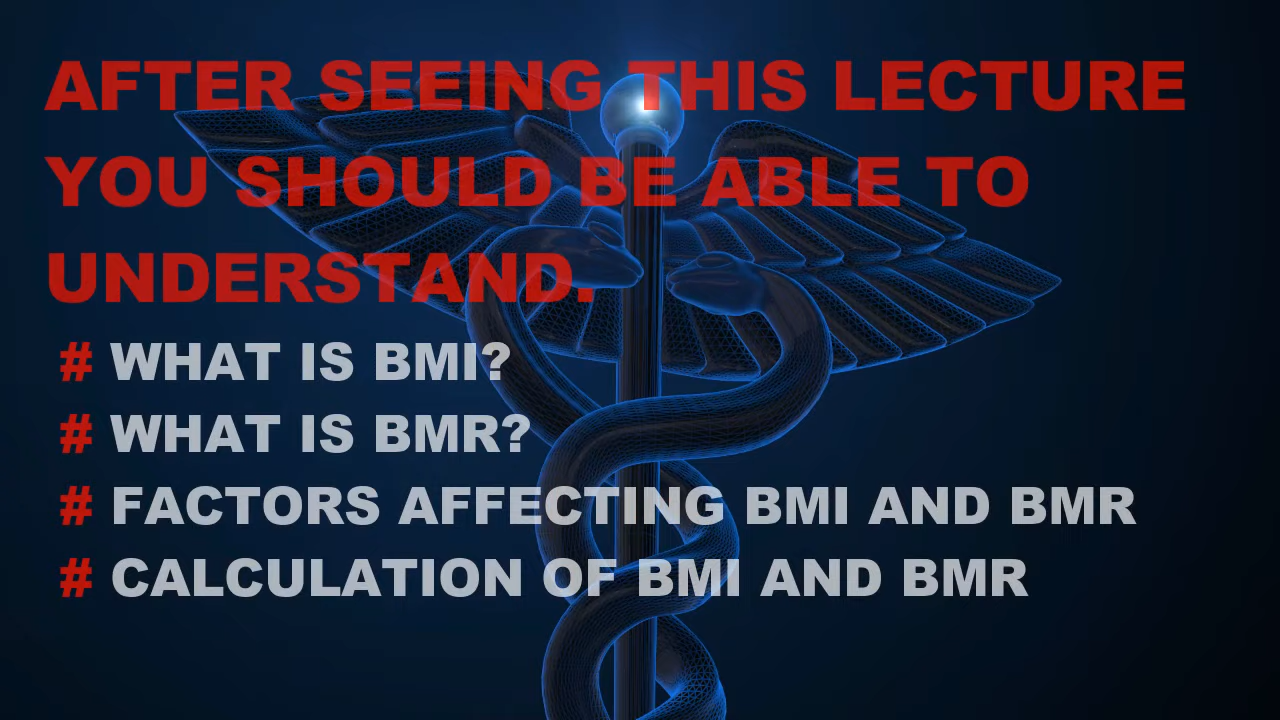 AFTER SEEING THIS LECTURE
YOU SHOULD BE ABLE TO
UNDERSTAND.
# WHAT IS BMI?
# WHAT IS BMR?
# FACTORS AFFECTING BMI AND BMR
# CALCULATION OF BMI AND BMR